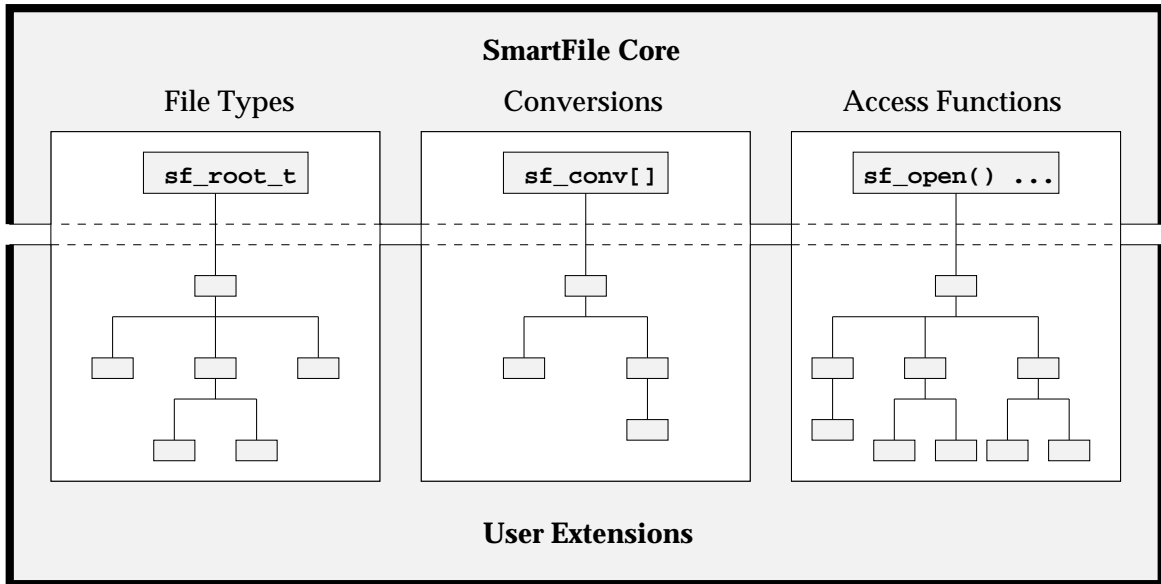 SmartFile Core
File Types
Conversions
Access Functions
sf_root_t
sf_conv[]
sf_open() ...
User Extensions